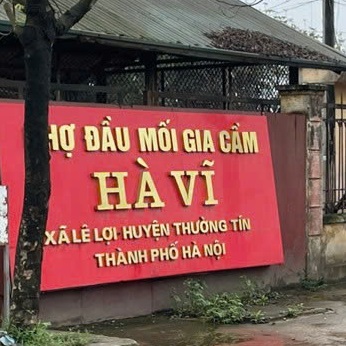 HỢ ĐẦU MỐI GIA CẦM
HÀ VĨ
XÃ LÊ LỢI HUYỆN THƯỜNG TÍN
THÀNH PHỐ HÀ NỘI